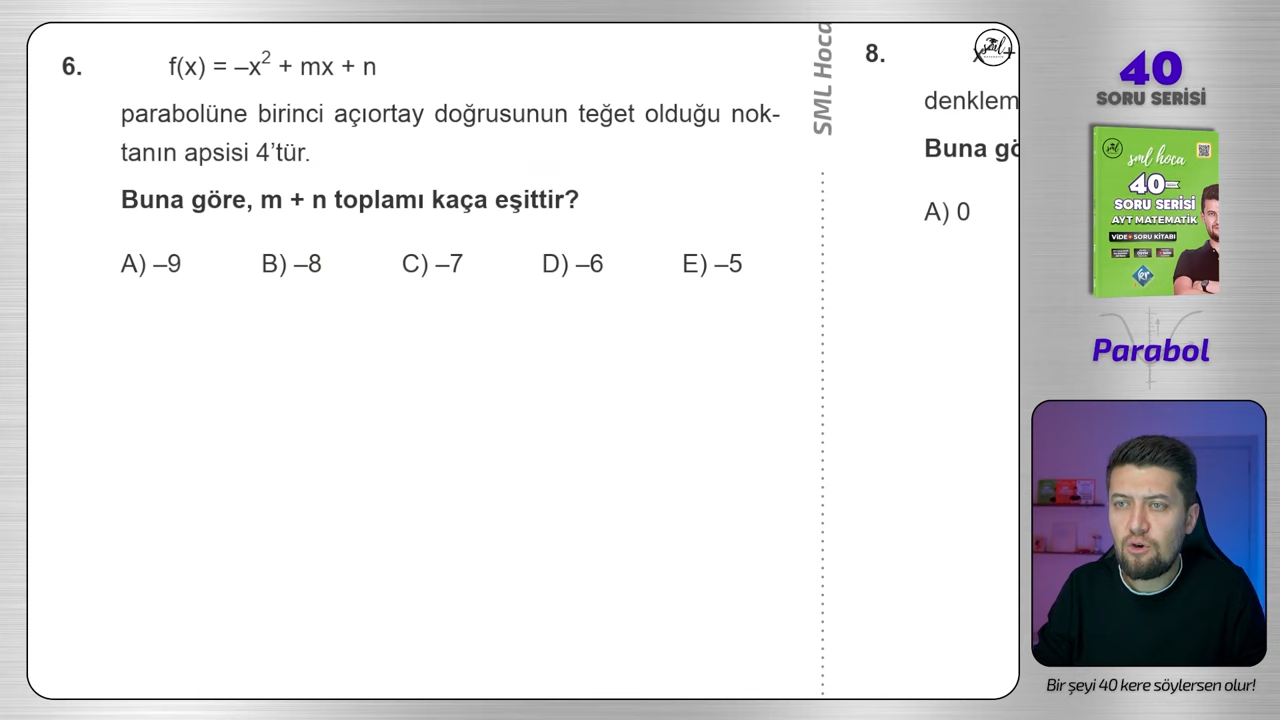 6.
f(x) = –x² + mx + n
parabolüne birinci açıortay doğrusunun teğet olduğu nok-
tanın apsisi 4’tür.
Buna göre, m + n toplamı kaça eşittir?
A) –9 B) –8 C) –7 D) –6 E) –5
SML Hoca
8.
x +
denklem
Buna gö
A) 0
40
SORU SERİSİ
sml hoca
40
SORU SERİSİ
AYT MATEMATİK
VİDEO SORU KİTABI
Parabol
Bir şeyi 40 kere söylersen olur!